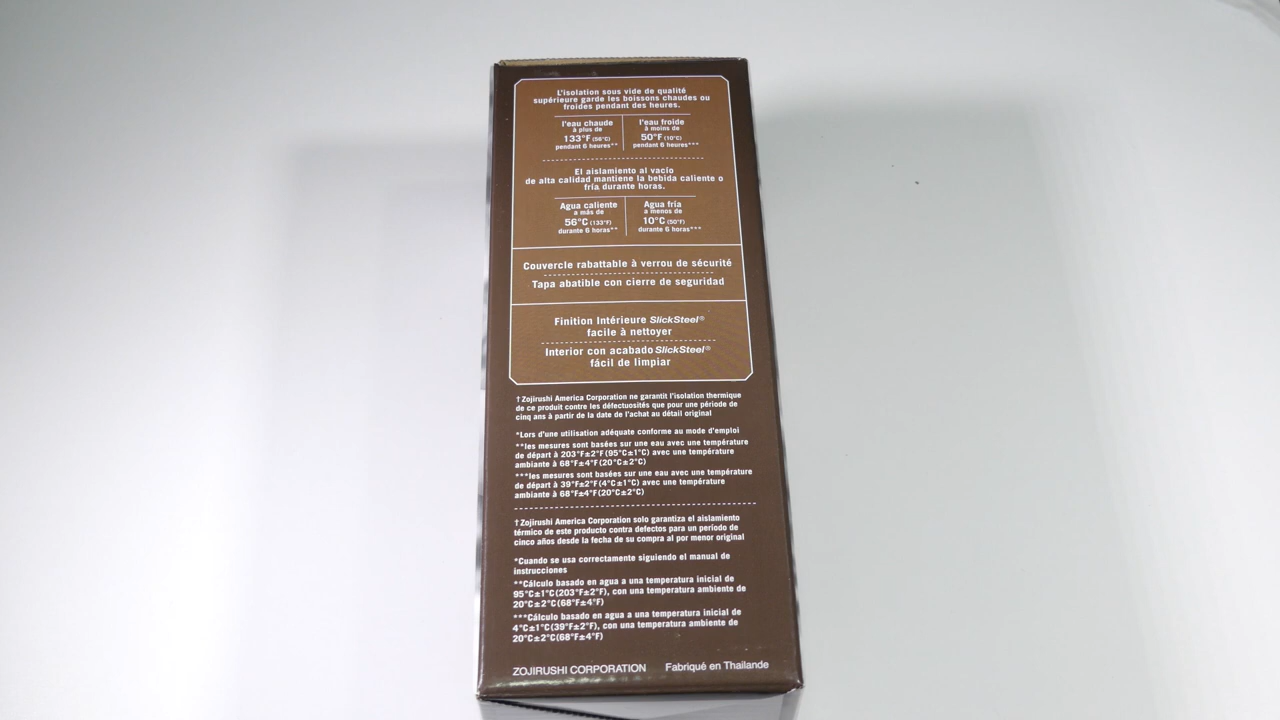 L'isolation sous vide de qualité
supérieure garde les boissons chaudes ou
froides pendant des heures.
l'eau chaude
à plus de
133°F (56°C)
pendant 6 heures**
l'eau froide
à moins de
50°F (10°C)
pendant 6 heures***
El aislamiento al vacío
de alta calidad mantiene la bebida caliente o
fría durante horas.
Agua caliente
a más de
56°C (133°F)
durante 6 horas**
Agua fría
a menos de
10°C (50°F)
durante 6 horas***
Couvercle rabattable à verrou de sécurité
Tapa abatible con cierre de seguridad
Finition Intérieure SlickSteel®
facile à nettoyer
Interior con acabado SlickSteel®
fácil de limpiar
†Zojirushi America Corporation ne garantit l'isolation thermique
de ce produit contre les défectuosités que pour une période de
cinq ans à partir de la date de l'achat au détail original
*Lors d'une utilisation adéquate conforme au mode d'emploi
**les mesures sont basées sur une eau avec une température
de départ à 203°F±2°F(95°C±1°C) avec une température
ambiante à 68°F±4°F(20°C±2°C)
***les mesures sont basées sur une eau avec une température
de départ à 39°F±2°F(4°C±1°C) avec une température
ambiante à 68°F±4°F(20°C±2°C)
†Zojirushi America Corporation solo garantiza el aislamiento
térmico de este producto contra defectos para un período de
cinco años desde la fecha de su compra al por menor original
*Cuando se usa correctamente siguiendo el manual de
instrucciones
**Cálculo basado en agua a una temperatura inicial de
95°C±1°C(203°F±2°F), con una temperatura ambiente de
20°C±2°C(68°F±4°F)
***Cálculo basado en agua a una temperatura inicial de
4°C±1°C(39°F±2°F), con una temperatura ambiente de
20°C±2°C(68°F±4°F)
ZOJIRUSHI CORPORATION Fabriqué en Thaïlande